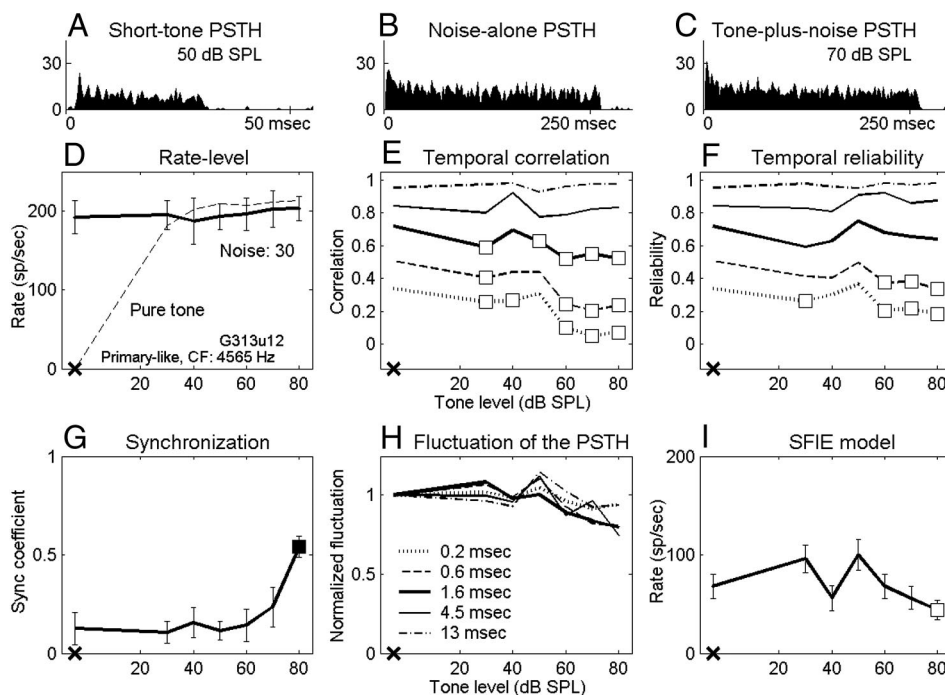 A Short-tone PSTH
50 dB SPL
30
0
0 50 msec
B Noise-alone PSTH
30
0
0 250 msec
C Tone-plus-noise PSTH
70 dB SPL
30
0
0 250 msec
D Rate-level
Rate (sp/sec)
200
100
0
Noise: 30
Pure tone
G313u12
Primary-like, CF: 4565 Hz
20 40 60 80
E Temporal correlation
Correlation
1
0.8
0.6
0.4
0.2
0
20 40 60 80
Tone level (dB SPL)
F Temporal reliability
Reliability
1
0.8
0.6
0.4
0.2
0
20 40 60 80
G Synchronization
Sync coefficient
1
0.5
0
20 40 60 80
H Fluctuation of the PSTH
Normalized fluctuation
1
0
0.2 msec
0.6 msec
1.6 msec
4.5 msec
13 msec
20 40 60 80
Tone level (dB SPL)
I SFIE model
Rate (sp/sec)
200
100
0
20 40 60 80